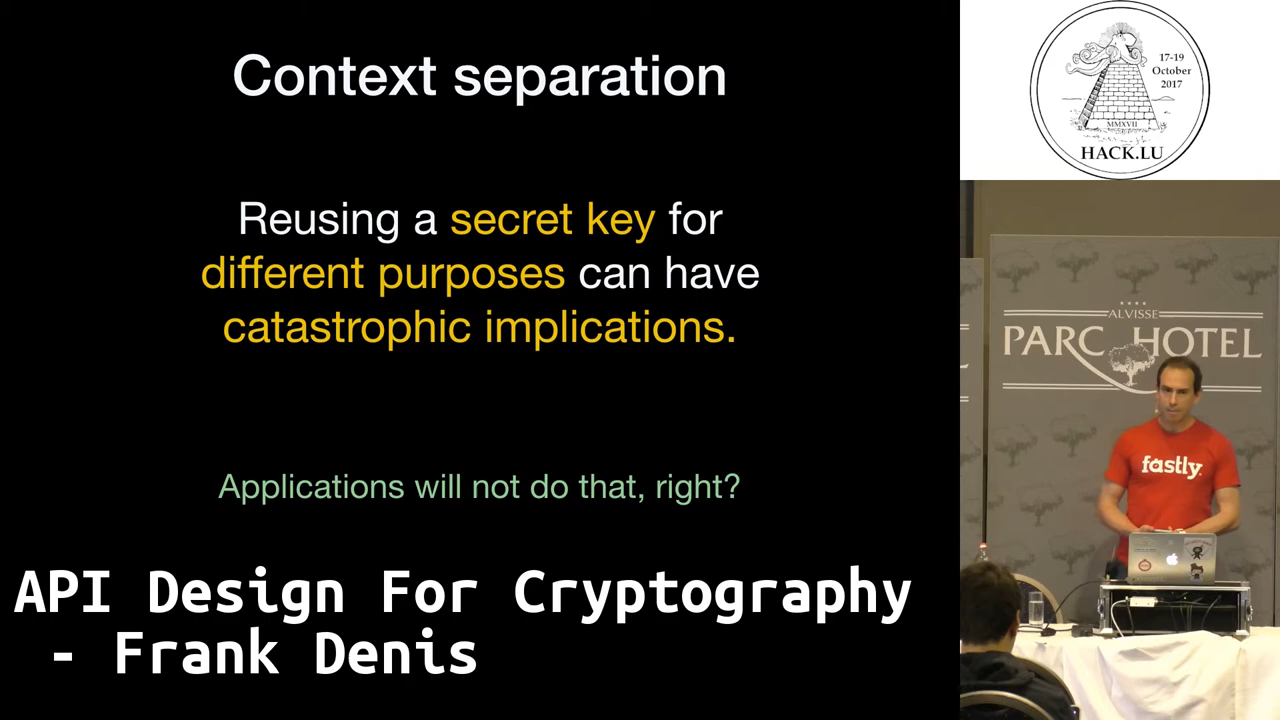 Context separation
Reusing a secret key for
different purposes can have
catastrophic implications.
Applications will not do that, right?
API Design For Cryptography
- Frank Denis
17-19
October
2017
MMXVII
HACK.LU
ALVISSE
PARC HOTEL
fastly.